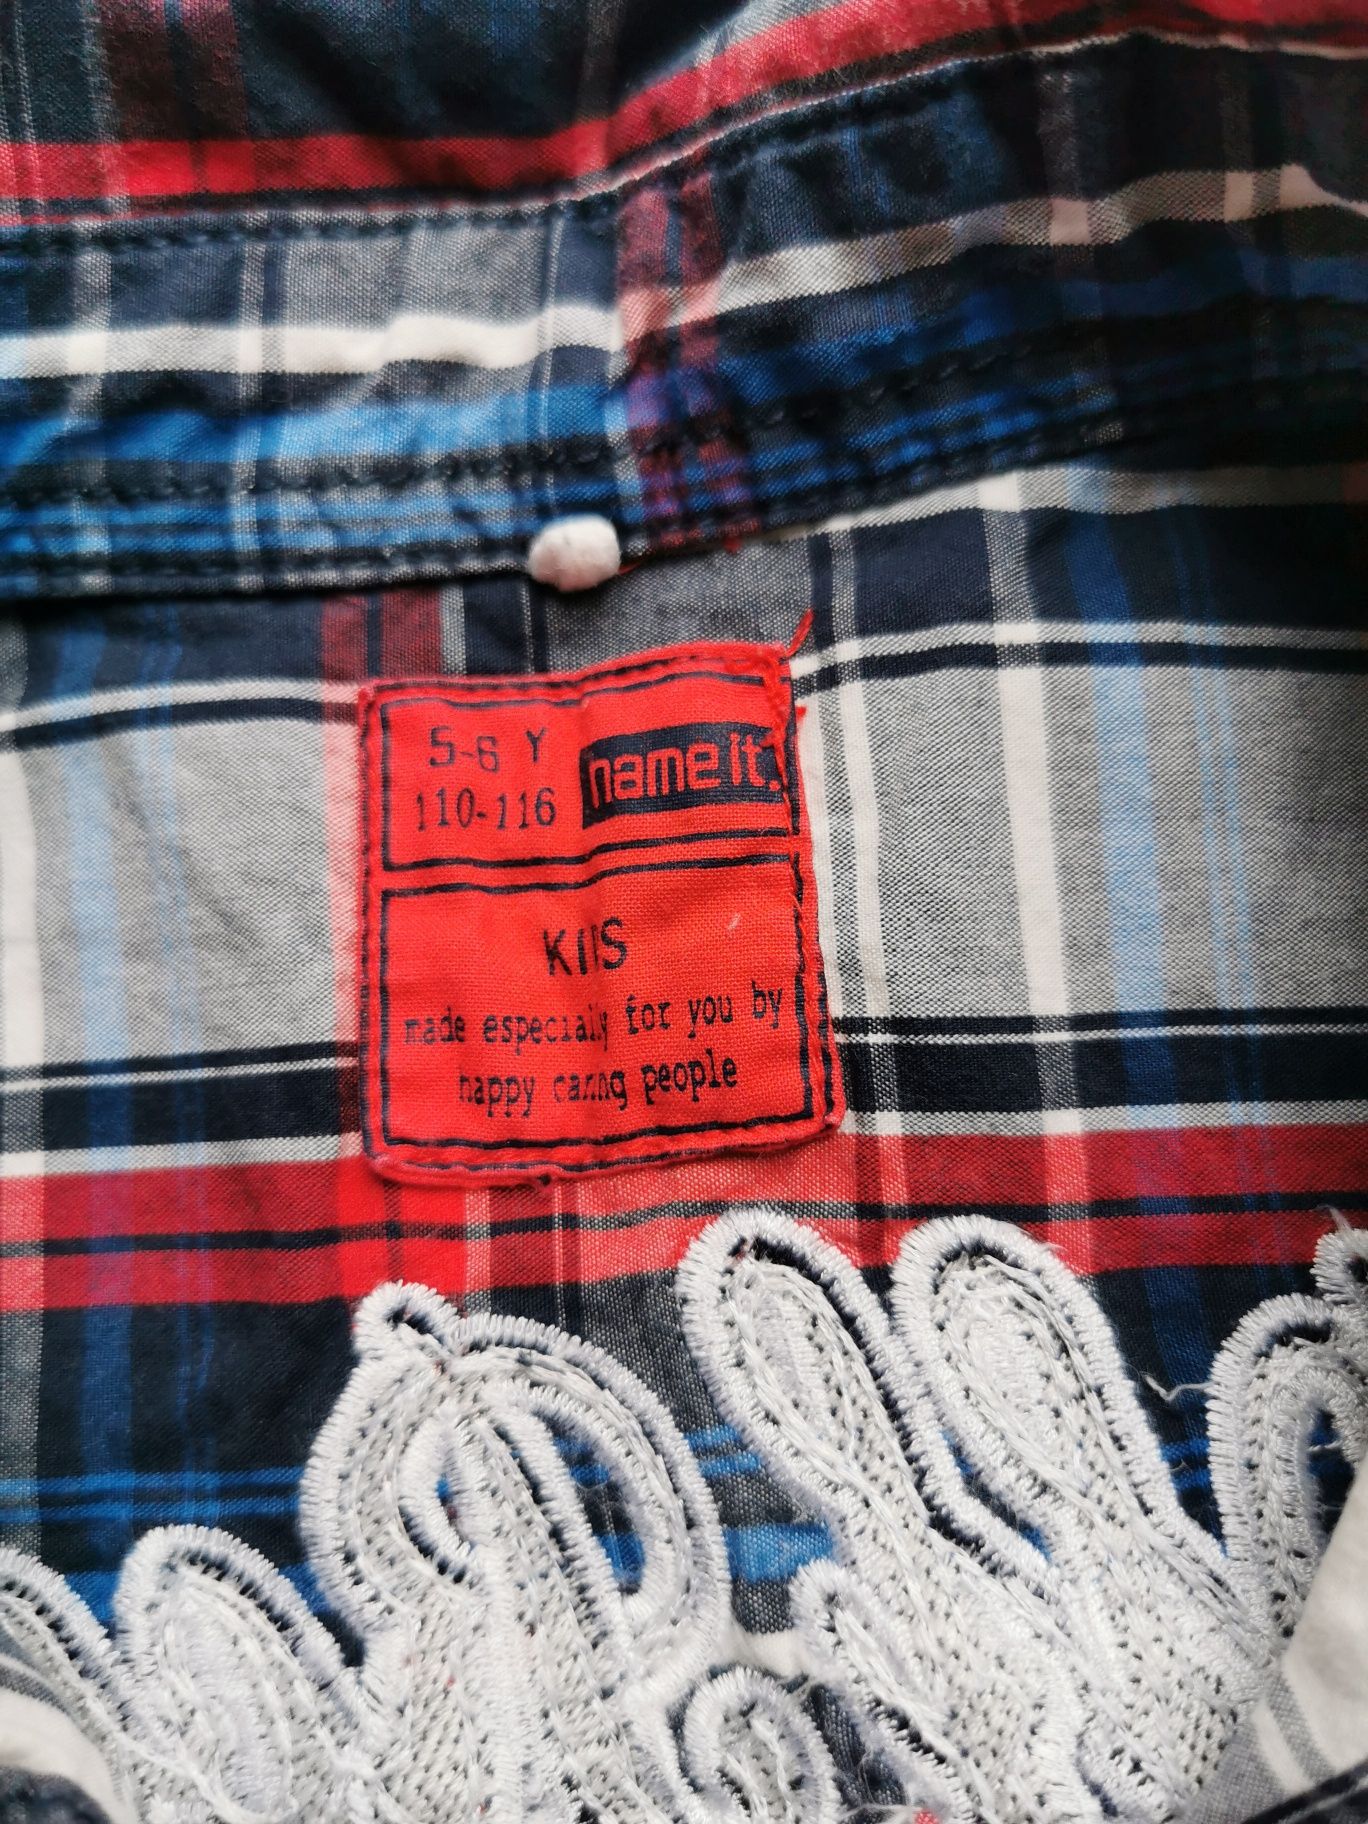 5-6 Y
110-116
name it.
KIDS
made especially for you by
happy caring people